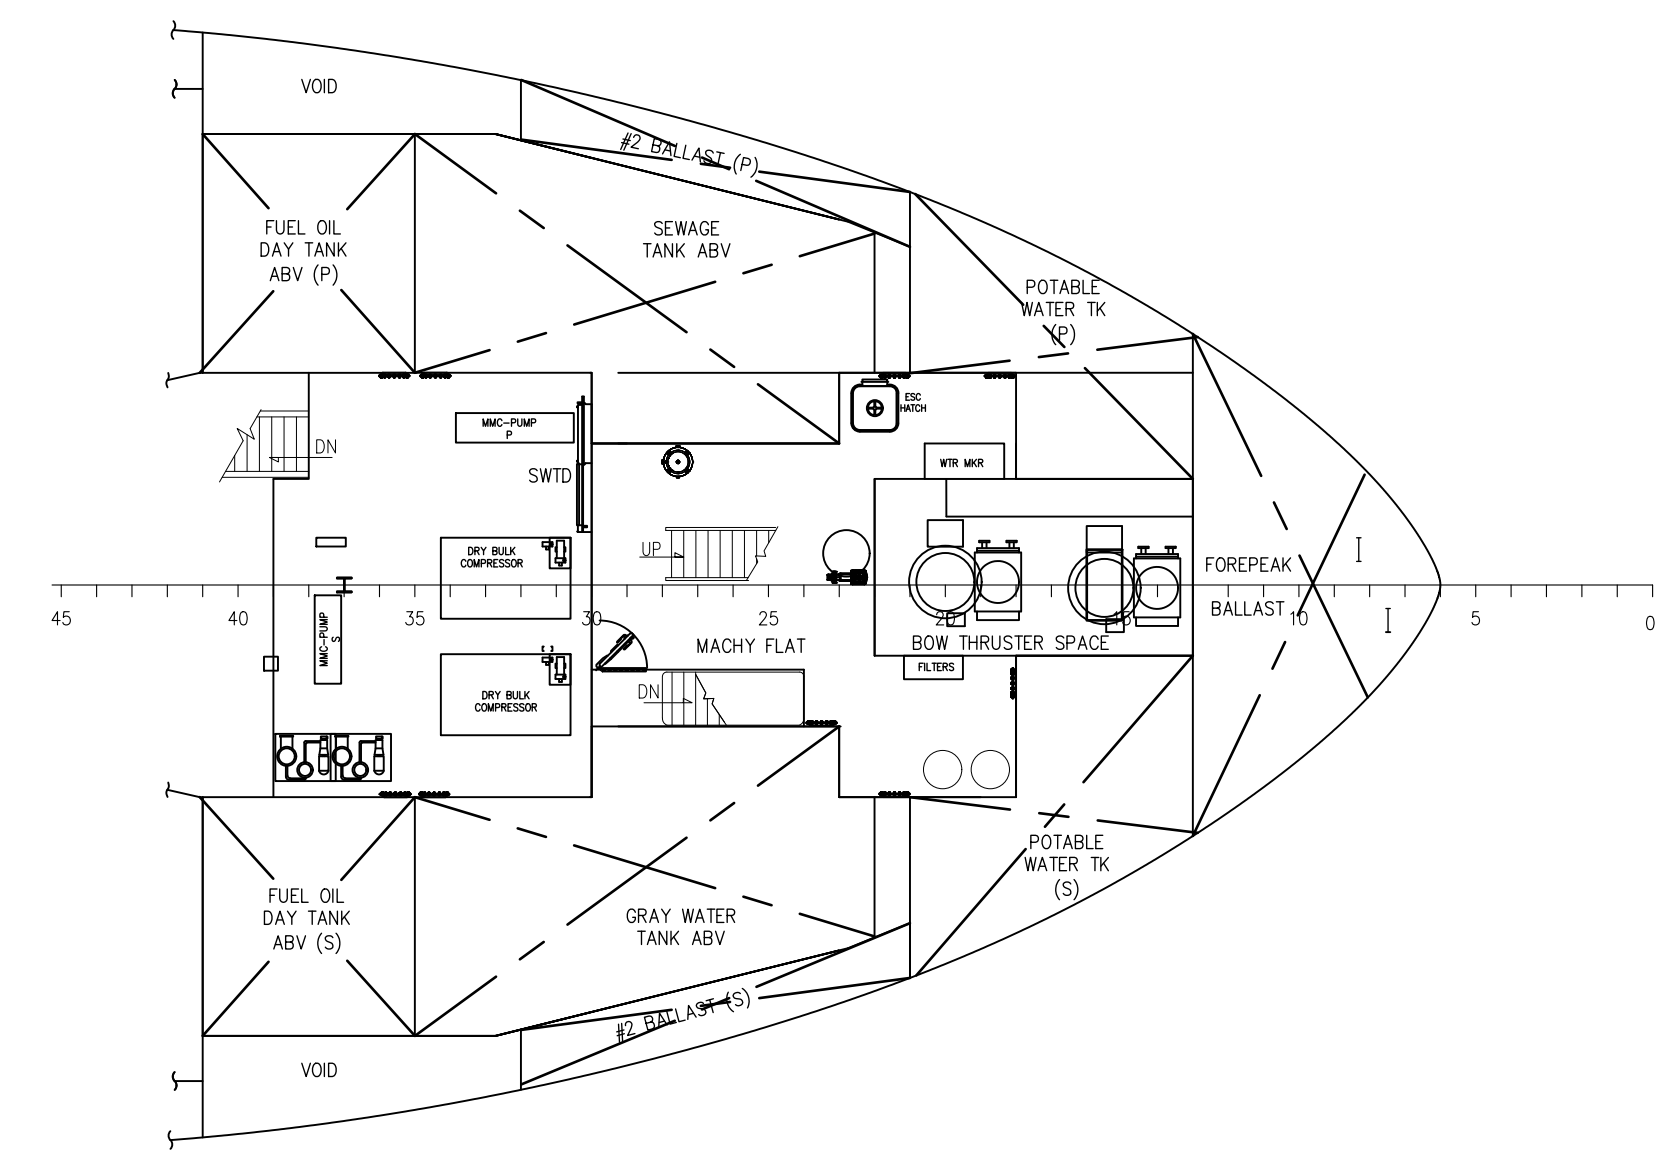 VOID
#2 BALLAST (P)
FUEL OIL
DAY TANK
ABV (P)
SEWAGE
TANK ABV
POTABLE
WATER TK
(P)
ESC
HATCH
MMC-PUMP
P
DN
SWTD
WTR MKR
UP
DRY BULK
COMPRESSOR
FOREPEAK
BALLAST
45
40
35
30
25
20
15
10
5
0
MMC-PUMP
S
MACHY FLAT
BOW THRUSTER SPACE
FILTERS
DN
DRY BULK
COMPRESSOR
POTABLE
WATER TK
(S)
FUEL OIL
DAY TANK
ABV (S)
GRAY WATER
TANK ABV
#2 BALLAST (S)
VOID